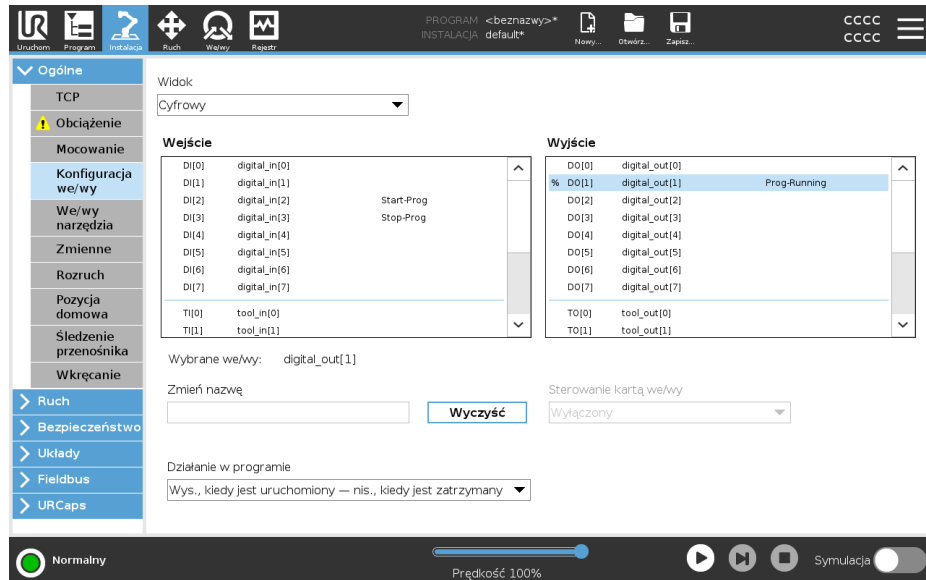 PROGRAM <beznazwy>*
INSTALACJA default*
CCCC
CCCC
UR
Uruchom Program Instalacja Ruch We/wy Rejestr Nowy... Otwórz... Zapisz...
Ogólne
TCP
Obciążenie
Mocowanie
Konfiguracja
we/wy
We/wy
narzędzia
Zmienne
Rozruch
Pozycja
domowa
Śledzenie
przenośnika
Wkręcanie
Ruch
Bezpieczeństwo
Układy
Fieldbus
URCaps
Widok
Cyfrowy
Wejście
DI[0] digital_in[0]
DI[1] digital_in[1]
DI[2] digital_in[2] Start-Prog
DI[3] digital_in[3] Stop-Prog
DI[4] digital_in[4]
DI[5] digital_in[5]
DI[6] digital_in[6]
DI[7] digital_in[7]
TI[0] tool_in[0]
TI[1] tool_in[1]
Wyjście
DO[0] digital_out[0]
% DO[1] digital_out[1] Prog-Running
DO[2] digital_out[2]
DO[3] digital_out[3]
DO[4] digital_out[4]
DO[5] digital_out[5]
DO[6] digital_out[6]
DO[7] digital_out[7]
TO[0] tool_out[0]
TO[1] tool_out[1]
Wybrane we/wy: digital_out[1]
Zmień nazwę
Wyczyść
Sterowanie kartą we/wy
Wyłączony
Działanie w programie
Wys., kiedy jest uruchomiony — nis., kiedy jest zatrzymany
Normalny
Prędkość 100%
Symulacja